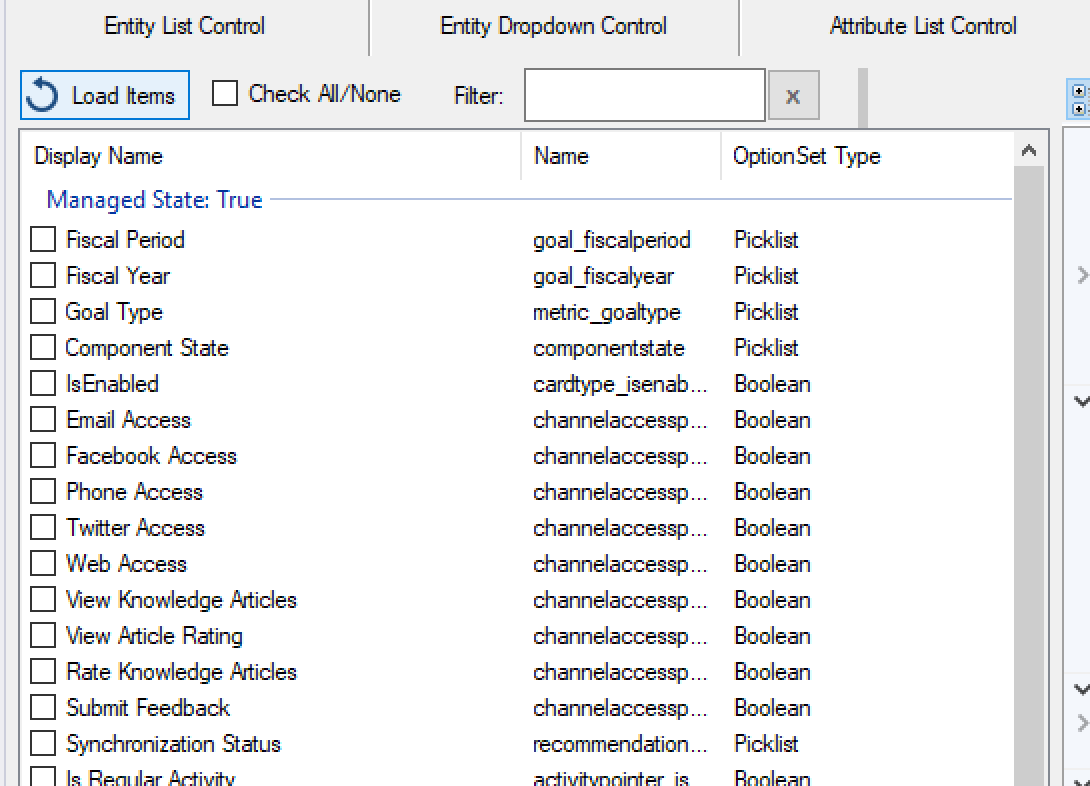 Entity List Control Entity Dropdown Control Attribute List Control
Load Items Check All/None Filter: x
Display Name Name OptionSet Type
Managed State: True
Fiscal Period goal_fiscalperiod Picklist
Fiscal Year goal_fiscalyear Picklist
Goal Type metric_goaltype Picklist
Component State componentstate Picklist
IsEnabled cardtype_isenab... Boolean
Email Access channelaccessp... Boolean
Facebook Access channelaccessp... Boolean
Phone Access channelaccessp... Boolean
Twitter Access channelaccessp... Boolean
Web Access channelaccessp... Boolean
View Knowledge Articles channelaccessp... Boolean
View Article Rating channelaccessp... Boolean
Rate Knowledge Articles channelaccessp... Boolean
Submit Feedback channelaccessp... Boolean
Synchronization Status recommendation... Picklist
Is Regular Activity activitypointer_is... Boolean